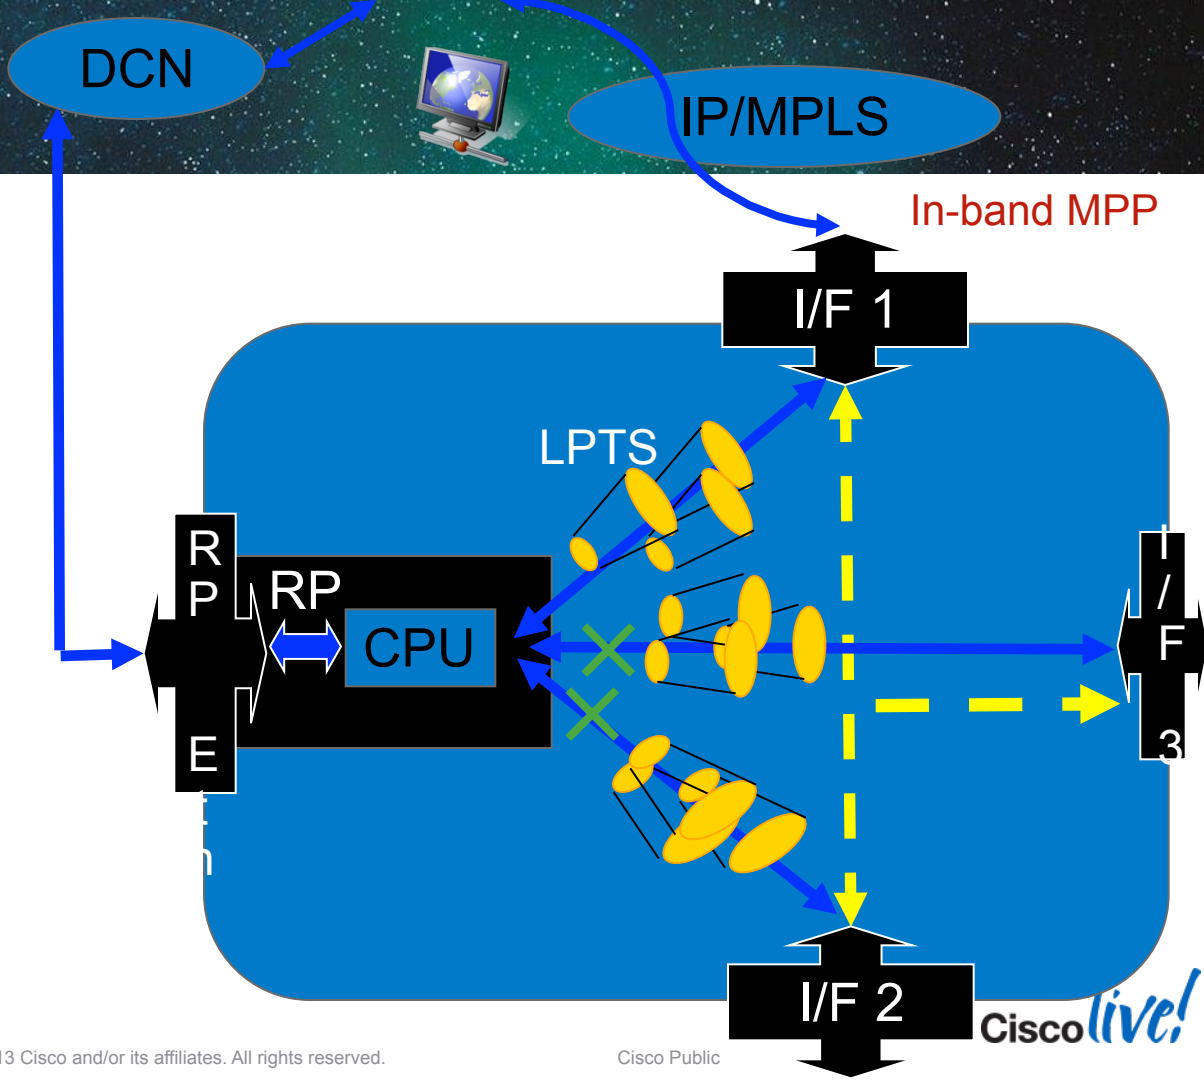 DCN
IP/MPLS
In-band MPP
I/F 1
LPTS
R
P
E
RP
CPU
I
/
F
3
I/F 2
Cisco live!
13 Cisco and/or its affiliates. All rights reserved.
Cisco Public